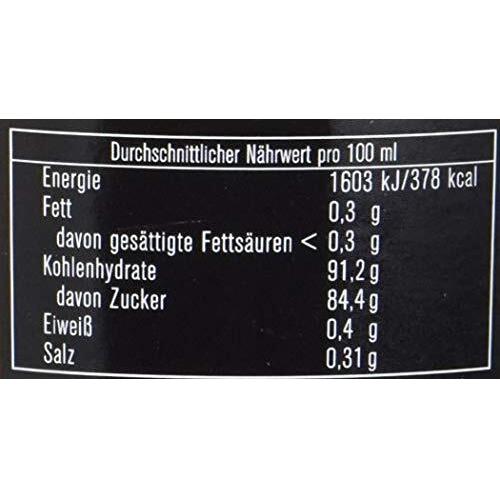 Durchschnittlicher Nährwert pro 100 ml
Energie 1603 kJ/378 kcal
Fett 0,3 g
davon gesättigte Fettsäuren < 0,3 g
Kohlenhydrate 91,2g
davon Zucker 84,4g
Eiweiß 0,4 g
Salz 0,31g